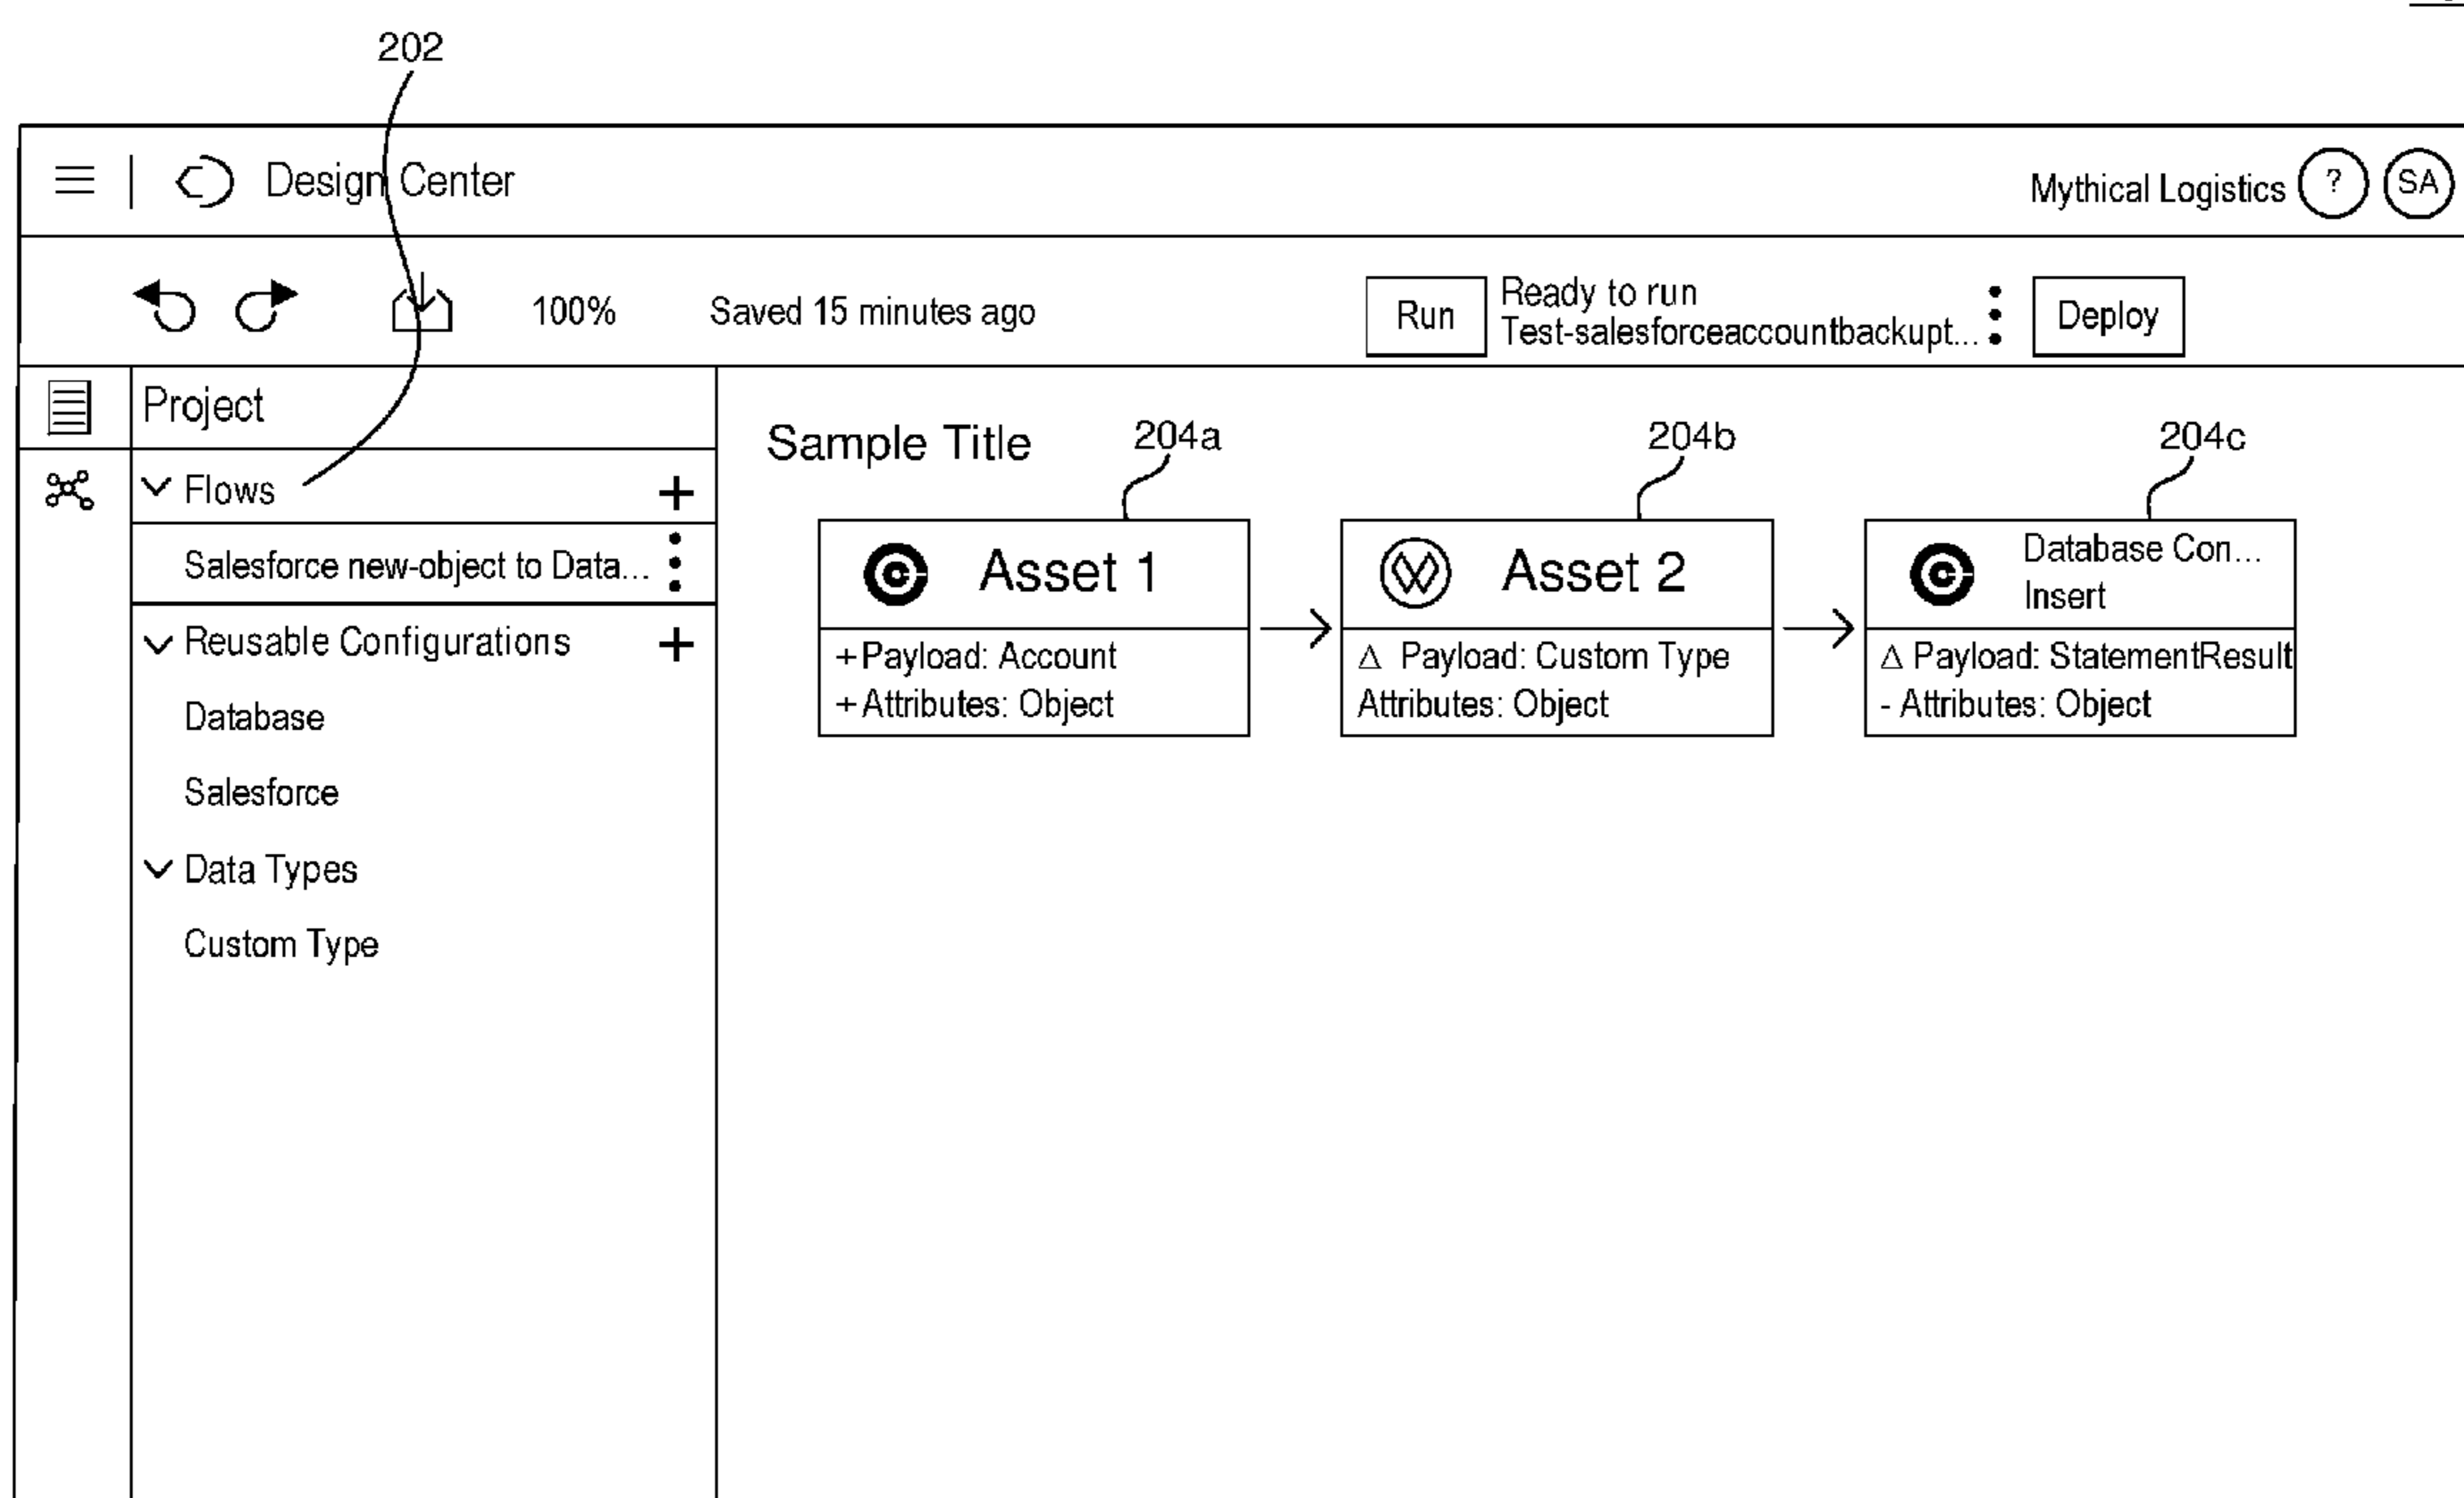 202
Design Center
Mythical Logistics ? SA
100% Saved 15 minutes ago
Run
Ready to run
Test-salesforceaccountbackupt...
Deploy
Project
Flows +
Salesforce new-object to Data...
Reusable Configurations +
Database
Salesforce
Data Types
Custom Type
Sample Title
204a
Asset 1
+Payload: Account
+Attributes: Object
204b
Asset 2
Δ Payload: Custom Type
Attributes: Object
204c
Database Con...
Insert
Δ Payload: StatementResult
- Attributes: Object